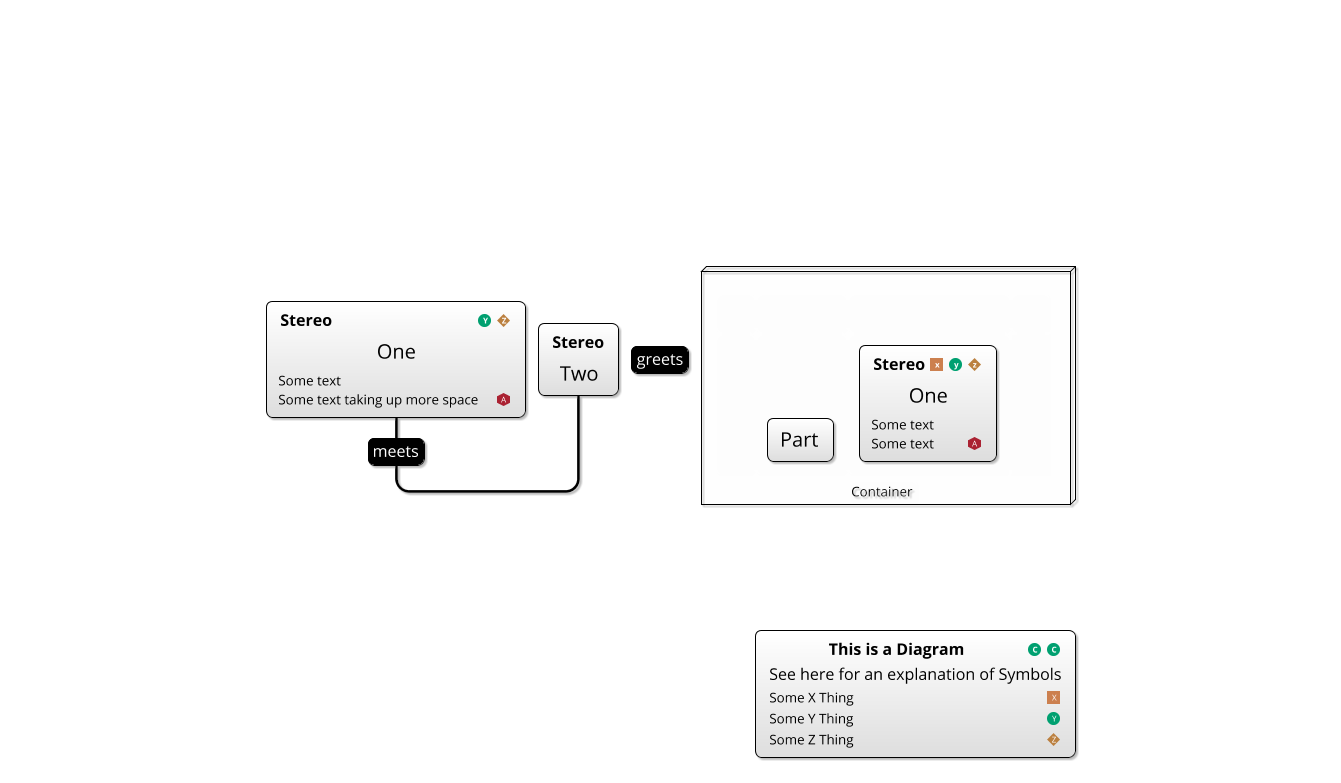 Stereo Y Z
One
Some text
Some text taking up more space A
meets
Stereo
Two
greets
Stereo x y z
One
Some text
Some text A
Part
Container
This is a Diagram C C
See here for an explanation of Symbols
Some X Thing X
Some Y Thing Y
Some Z Thing Z